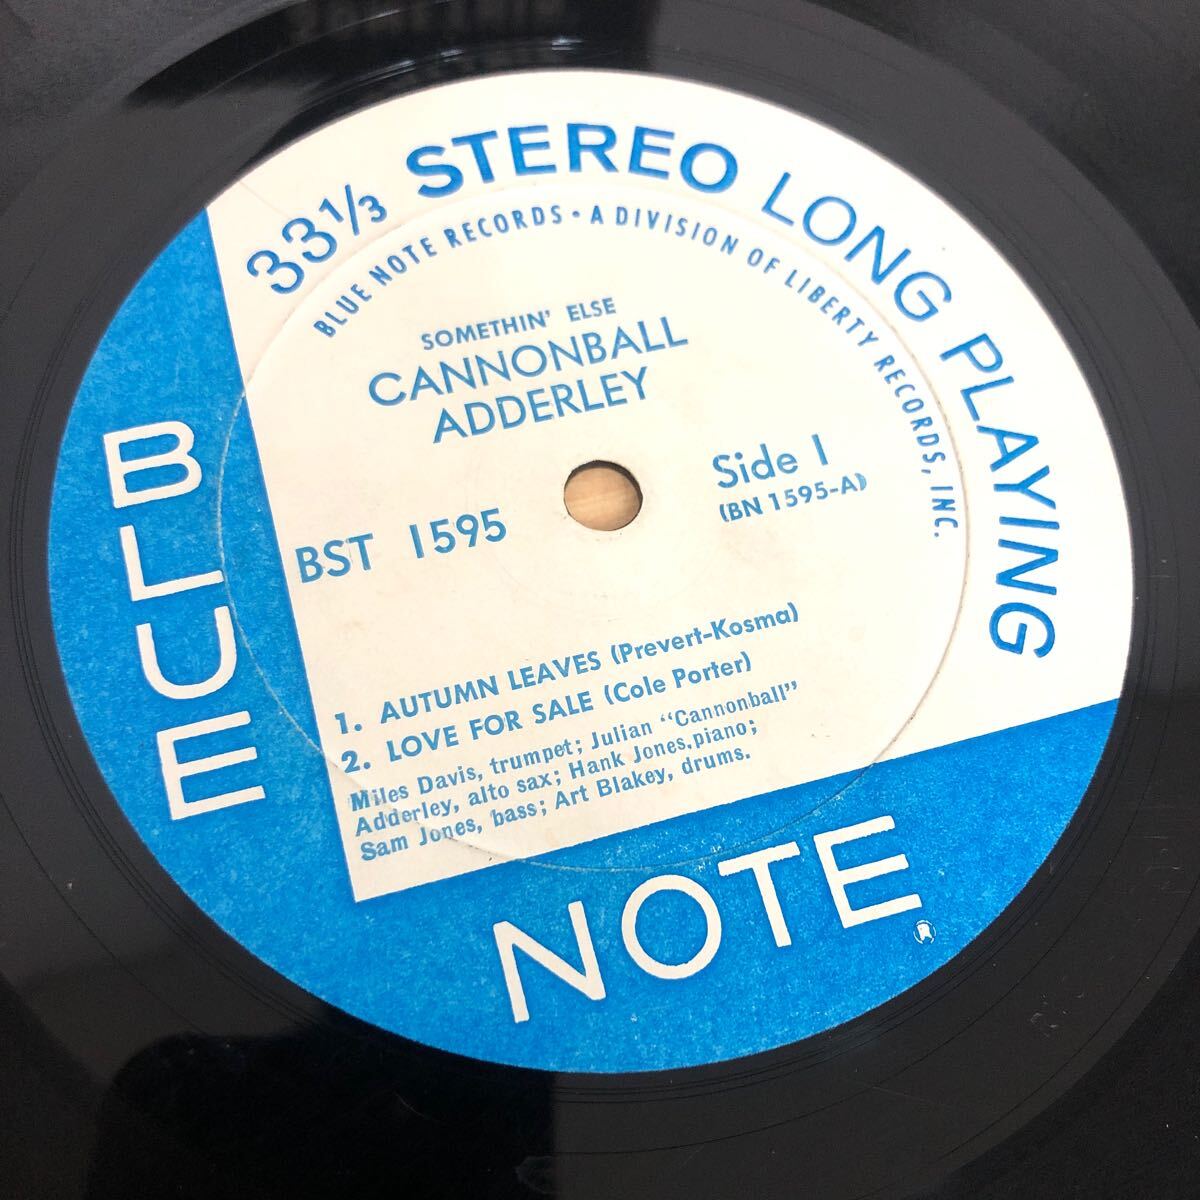 33⅓ STEREO LONG PLAYING
BLUE NOTE RECORDS • A DIVISION OF LIBERTY RECORDS, INC.
SOMETHIN' ELSE
CANNONBALL
ADDERLEY
BST 1595
Side 1
(BN 1595-A)
1. AUTUMN LEAVES (Prevert-Kosma)
2. LOVE FOR SALE (Cole Porter)
Miles Davis, trumpet; Julian "Cannonball"
Adderley, alto sax; Hank Jones,piano;
Sam Jones, bass; Art Blakey, drums.
BLUE
NOTE®